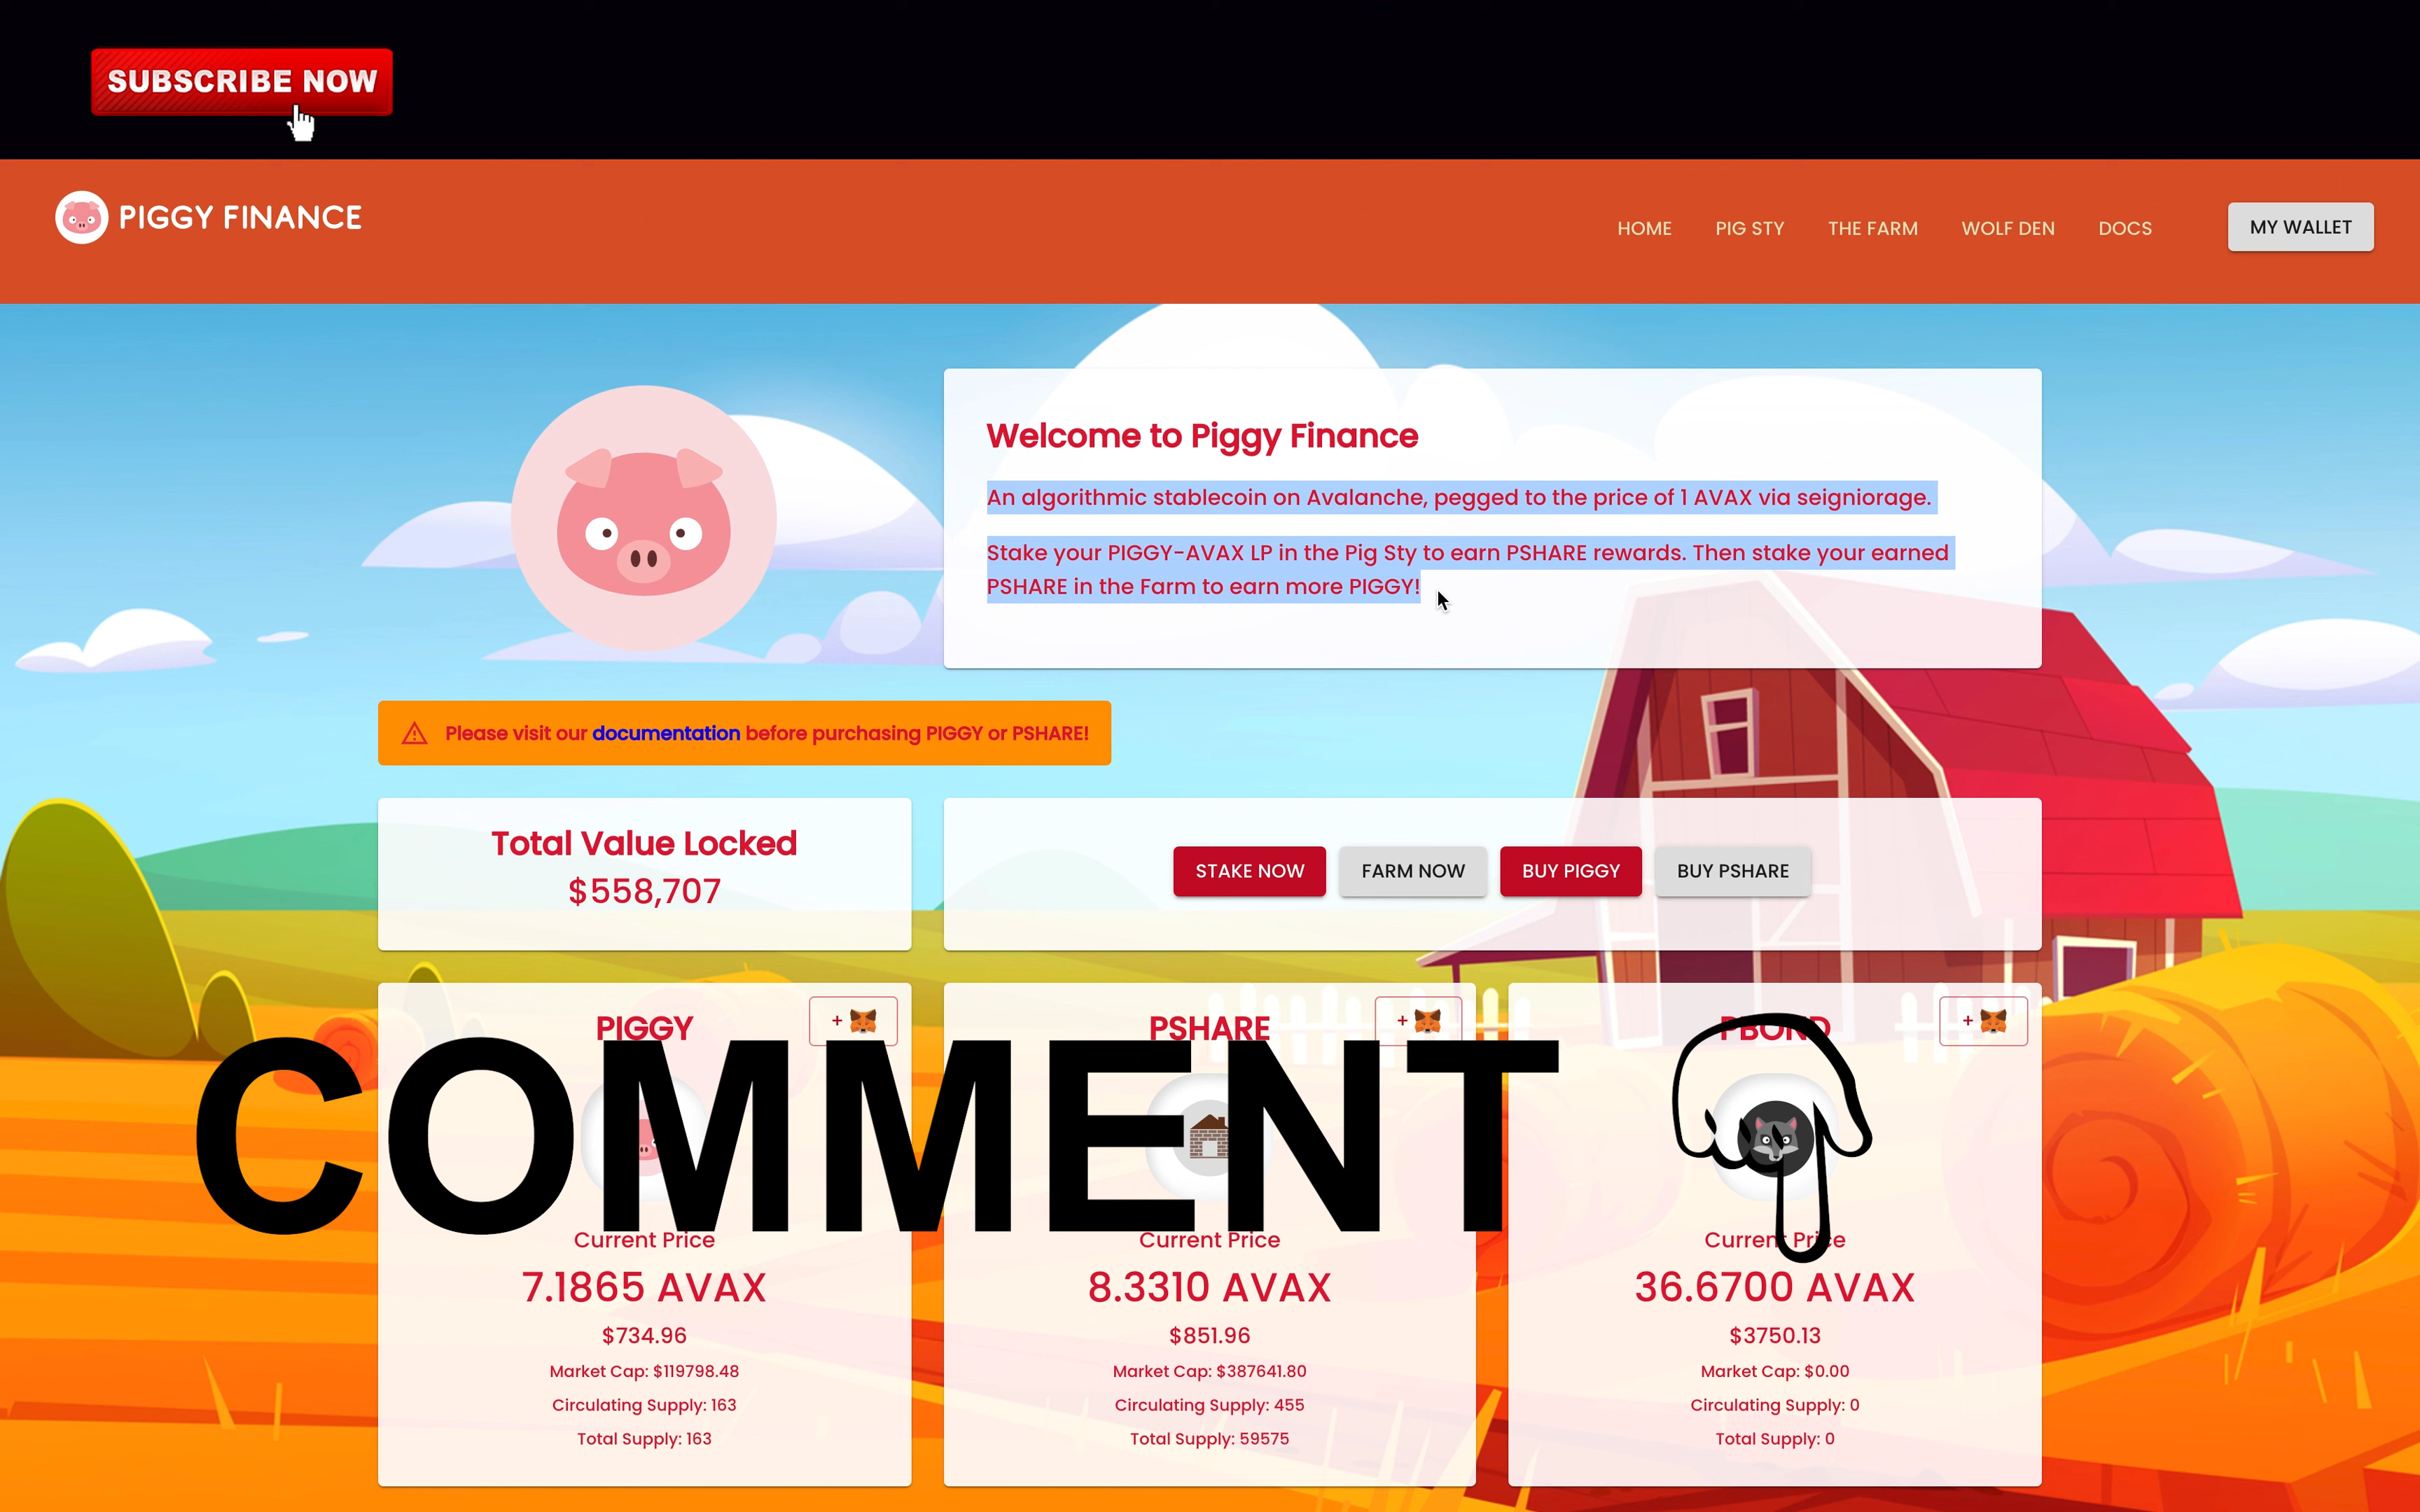 SUBSCRIBE NOW
PIGGY FINANCE
HOME
PIG STY
THE FARM
WOLF DEN
DOCS
MY WALLET
Welcome to Piggy Finance
An algorithmic stablecoin on Avalanche, pegged to the price of 1 AVAX via seigniorage.
Stake your PIGGY-AVAX LP in the Pig Sty to earn PSHARE rewards. Then stake your earned
PSHARE in the Farm to earn more PIGGY!
Please visit our documentation before purchasing PIGGY or PSHARE!
Total Value Locked
$558,707
STAKE NOW
FARM NOW
BUY PIGGY
BUY PSHARE
PIGGY
+
PSHARE
+
PBOND
+
COMMENT
Current Price
7.1865 AVAX
$734.96
Market Cap: $119798.48
Circulating Supply: 163
Total Supply: 163
Current Price
8.3310 AVAX
$851.96
Market Cap: $387641.80
Circulating Supply: 455
Total Supply: 59575
Current Price
36.6700 AVAX
$3750.13
Market Cap: $0.00
Circulating Supply: 0
Total Supply: 0